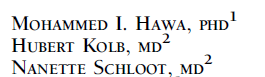 MOHAMMED I. HAWA, PHD1
HUBERT KOLB, MD2
NANETTE SCHLOOT, MD2